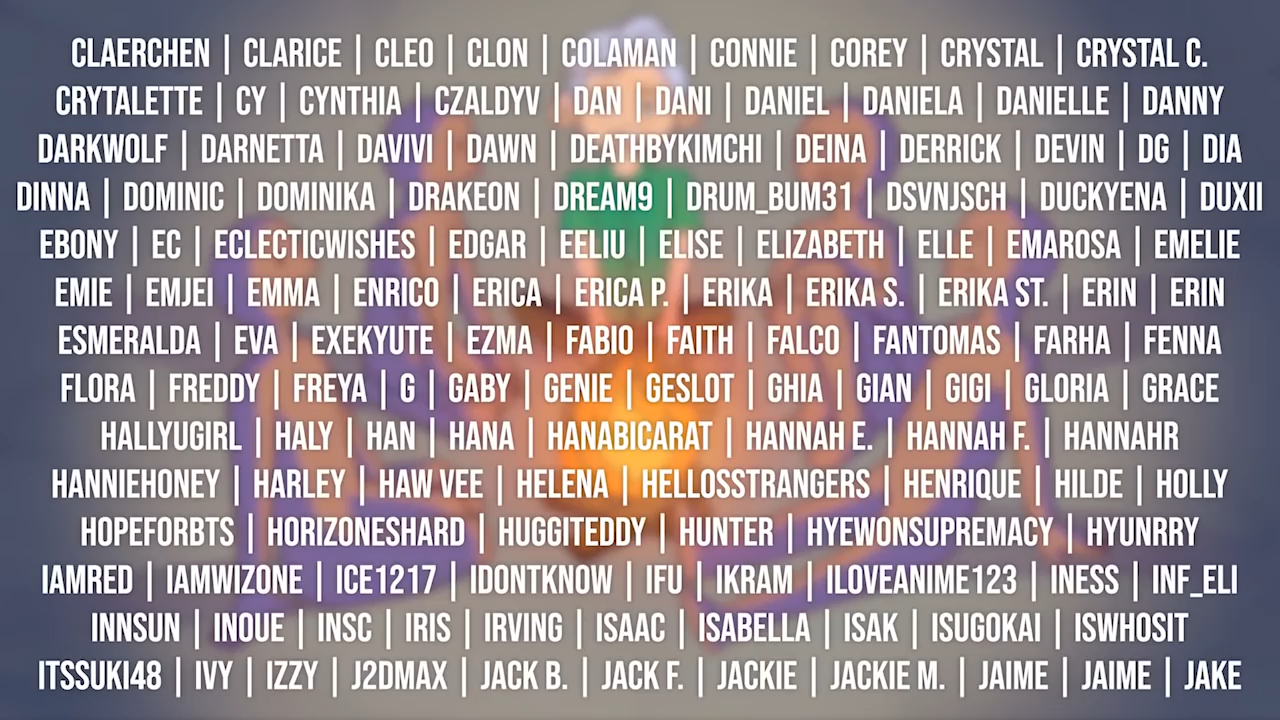 CLAERCHEN | CLARICE | CLEO | CLON | COLAMAN | CONNIE | COREY | CRYSTAL | CRYSTAL C.
CRYTALETTE | CY | CYNTHIA | CZALDYV | DAN | DANI | DANIEL | DANIELA | DANIELLE | DANNY
DARKWOLF | DARNETTA | DAVIVI | DAWN | DEATHBYKIMCHI | DEINA | DERRICK | DEVIN | DG | DIA
DINNA | DOMINIC | DOMINIKA | DRAKEON | DREAM9 | DRUM_BUM31 | DSVNJSCH | DUCKYENA | DUXII
EBONY | EC | ECLECTICWISHES | EDGAR | EELIU | ELISE | ELIZABETH | ELLE | EMAROSA | EMELIE
EMIE | EMJEI | EMMA | ENRICO | ERICA | ERICA P. | ERIKA | ERIKA S. | ERIKA ST. | ERIN | ERIN
ESMERALDA | EVA | EXEKYUTE | EZMA | FABIO | FAITH | FALCO | FANTOMAS | FARHA | FENNA
FLORA | FREDDY | FREYA | G | GABY | GENIE | GESLOT | GHIA | GIAN | GIGI | GLORIA | GRACE
HALLYUGIRL | HALY | HAN | HANA | HANABICARAT | HANNAH E. | HANNAH F. | HANNAHR
HANNIEHONEY | HARLEY | HAW VEE | HELENA | HELLOSSTRANGERS | HENRIQUE | HILDE | HOLLY
HOPEFORBTS | HORIZONESHARD | HUGGITEDDY | HUNTER | HYEWONSUPREMACY | HYUNRRY
IAMRED | IAMWIZONE | ICE1217 | IDONTKNOW | IFU | IKRAM | ILOVEANIME123 | INESS | INF_ELI
INNSUN | INOUE | INSC | IRIS | IRVING | ISAAC | ISABELLA | ISAK | ISUGOKAI | ISWHOSIT
ITSSUKI48 | IVY | IZZY | J2DMAX | JACK B. | JACK F. | JACKIE | JACKIE M. | JAIME | JAIME | JAKE